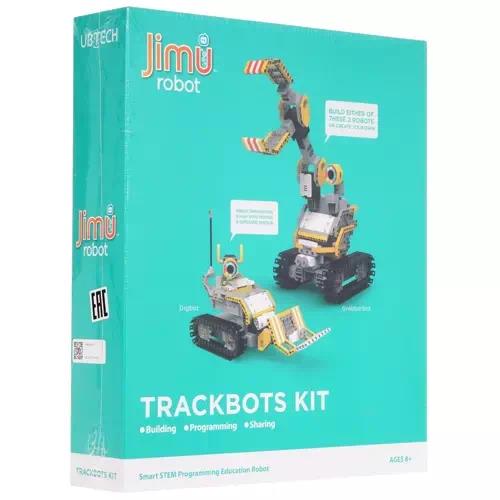 UBTECH
Jimu
robot
BUILD EITHER OF
THESE 2 ROBOTS
OR CREATE YOUR OWN
Digbot
Grabberbot
Jimu
robot
EAC
TRACKBOTS KIT
Building Programming Sharing
TRACKBOTS KIT
Smart STEM Programming Education Robot
AGES 8+